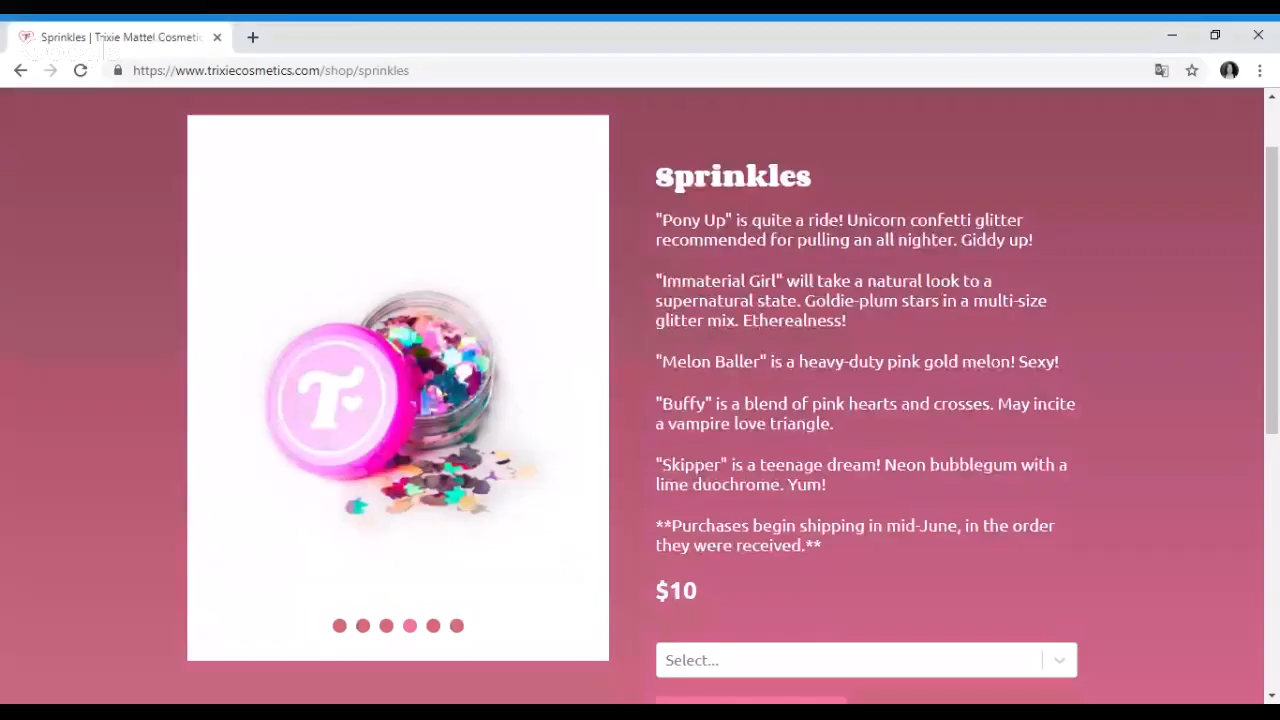 Sprinkles | Trixie Mattel Cosmetic
https://www.trixiecosmetics.com/shop/sprinkles
T
Sprinkles
"Pony Up" is quite a ride! Unicorn confetti glitter
recommended for pulling an all nighter. Giddy up!
"Immaterial Girl" will take a natural look to a
supernatural state. Goldie-plum stars in a multi-size
glitter mix. Etherealness!
"Melon Baller" is a heavy-duty pink gold melon! Sexy!
"Buffy" is a blend of pink hearts and crosses. May incite
a vampire love triangle.
"Skipper" is a teenage dream! Neon bubblegum with a
lime duochrome. Yum!
**Purchases begin shipping in mid-June, in the order
they were received.**
$10
Select...